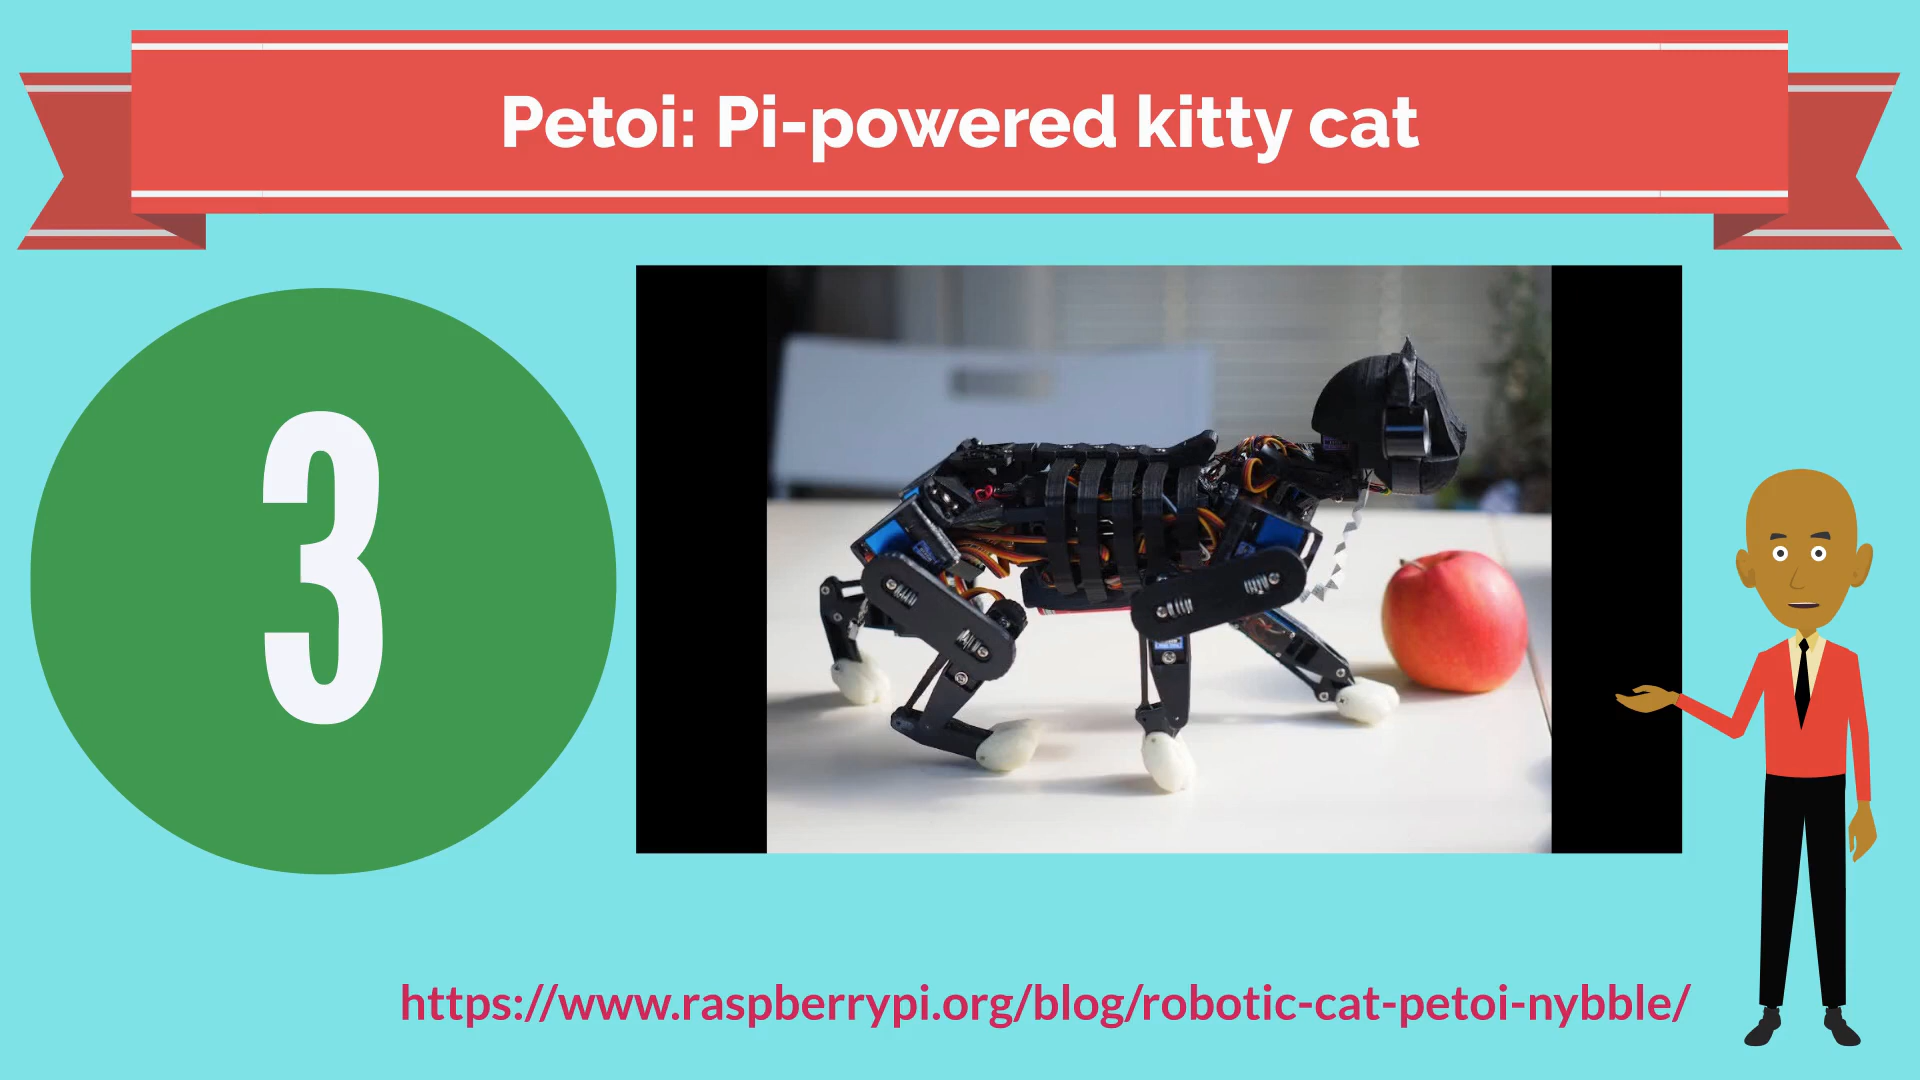 Petoi: Pi-powered kitty cat
3
https://www.raspberrypi.org/blog/robotic-cat-petoi-nybble/